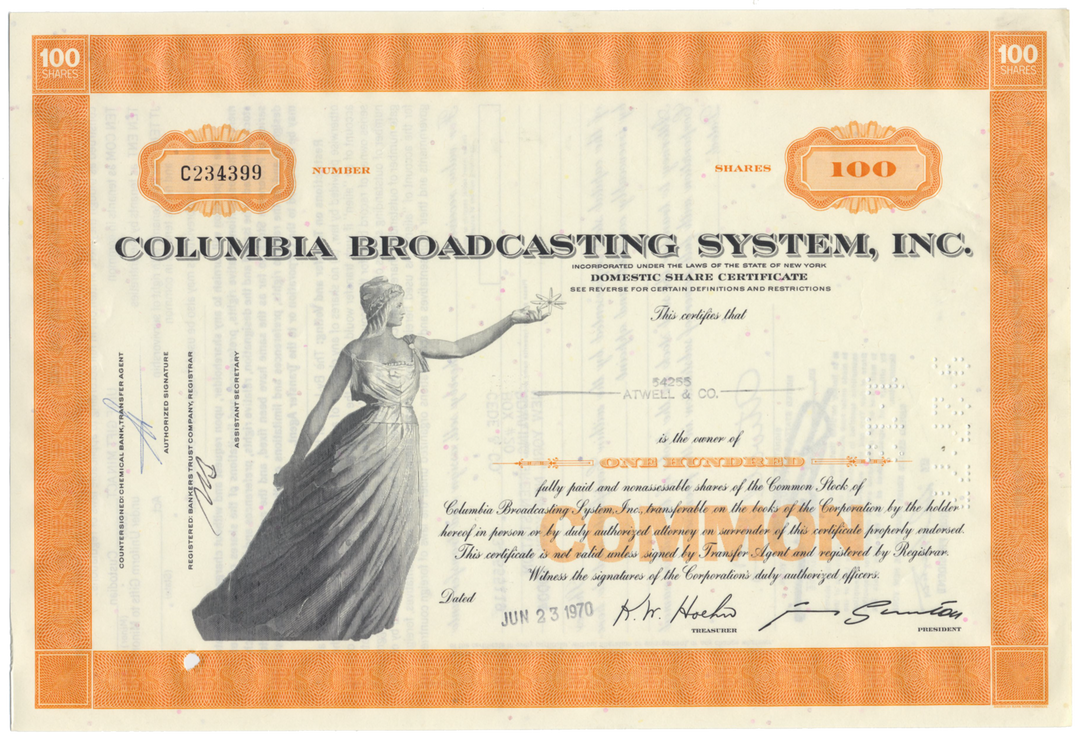 100
SHARES
100
SHARES
C234399
NUMBER
SHARES
100
COLUMBIA BROADCASTING SYSTEM, INC.
INCORPORATED UNDER THE LAWS OF THE STATE OF NEW YORK
DOMESTIC SHARE CERTIFICATE
SEE REVERSE FOR CERTAIN DEFINITIONS AND RESTRICTIONS
This certifies that
54255
ATWELL & CO.
is the owner of
ONE HUNDRED
COMMON
fully paid and nonassessable shares of the Common Stock of
Columbia Broadcasting System, Inc., transferable on the books of the Corporation by the holder
hereof in person or by duly authorized attorney on surrender of this certificate properly endorsed.
This certificate is not valid unless signed by Transfer Agent and registered by Registrar.
Witness the signatures of the Corporation's duly authorized officers.
Dated
JUN 23 1970
K. W. Hoehn
TREASURER
PRESIDENT
COUNTERSIGNED: CHEMICAL BANK, TRANSFER AGENT
AUTHORIZED SIGNATURE
REGISTERED: BANKERS TRUST COMPANY, REGISTRAR
ASSISTANT SECRETARY